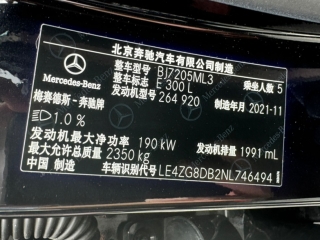 北京奔驰汽车有限公司制造
Mercedes-Benz
整车型号 BJ7205ML3 乘坐人数 5
整车标志 E 300 L
发动机型号 264 920
梅赛德斯－奔驰牌 制造年月 2021-11
1.0 %
发动机最大净功率 190 kW
发动机排量 1991 mL
最大允许总质量 2350 kg
中国 制造 车辆识别代号 LE4ZG8DB2NL746494